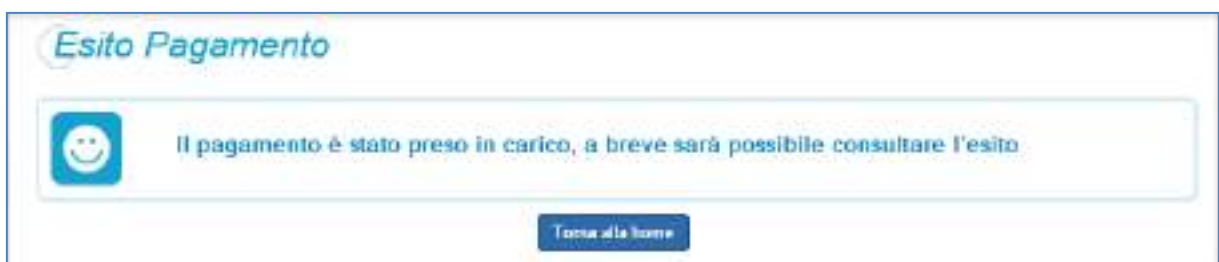 Esito Pagamento
Il pagamento è stato preso in carico, a breve sarà possibile consultare l'esito
Torna alla home